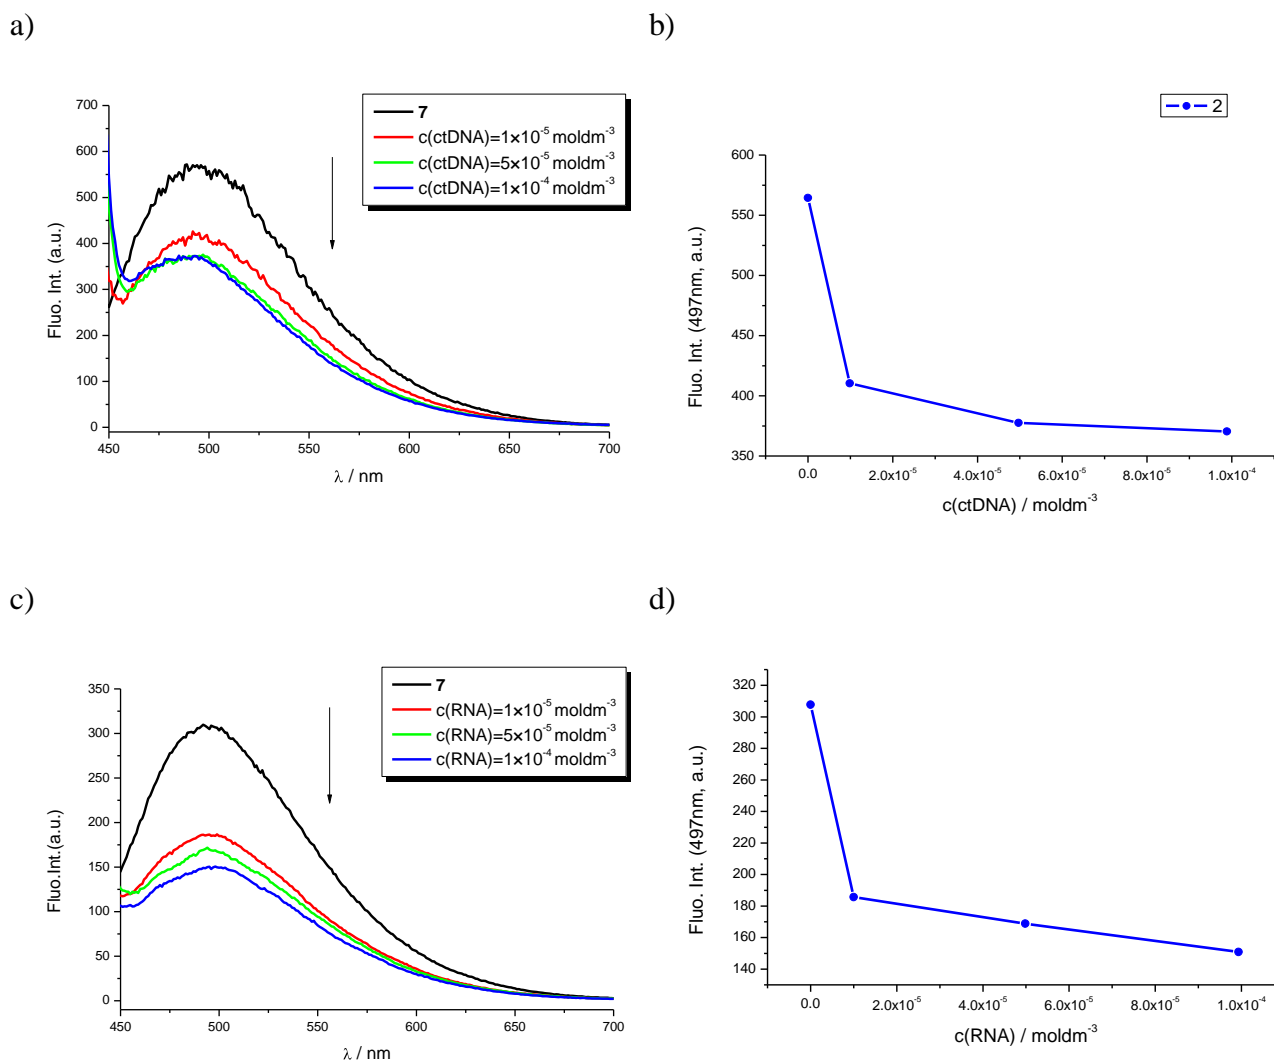 a)
b)
7
c(ctDNA)=1×10⁻⁵ moldm⁻³
c(ctDNA)=5×10⁻⁵ moldm⁻³
c(ctDNA)=1×10⁻⁴ moldm⁻³
700
600
500
400
300
200
100
0
Fluo. Int. (a.u.)
450 500 550 600 650 700
λ / nm
2
600
550
500
450
400
350
Fluo. Int. (497nm, a.u.)
0.0 2.0x10⁻⁵ 4.0x10⁻⁵ 6.0x10⁻⁵ 8.0x10⁻⁵ 1.0x10⁻⁴
c(ctDNA) / moldm⁻³
c)
d)
7
c(RNA)=1×10⁻⁵ moldm⁻³
c(RNA)=5×10⁻⁵ moldm⁻³
c(RNA)=1×10⁻⁴ moldm⁻³
350
300
250
200
150
100
50
0
Fluo.Int.(a.u.)
450 500 550 600 650 700
λ / nm
320
300
280
260
240
220
200
180
160
140
Fluo. Int. (497nm, a.u.)
0.0 2.0x10⁻⁵ 4.0x10⁻⁵ 6.0x10⁻⁵ 8.0x10⁻⁵ 1.0x10⁻⁴
c(RNA) / moldm⁻³